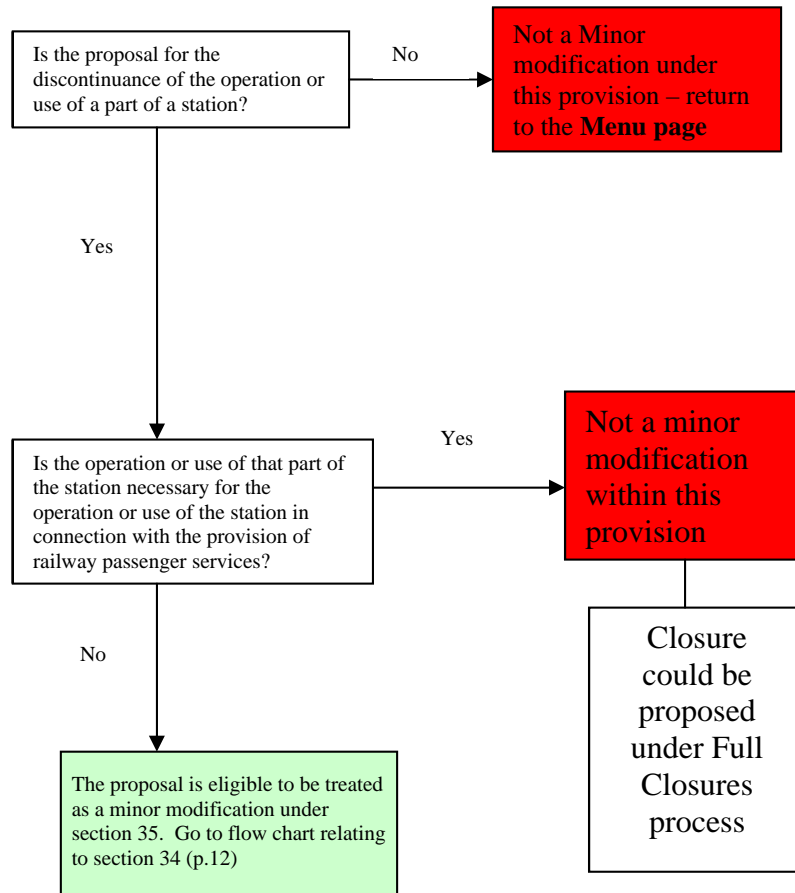 Is the proposal for the
discontinuance of the operation or
use of a part of a station?
No
Not a Minor
modification under
this provision – return
to the Menu page
Yes
Is the operation or use of that part of
the station necessary for the
operation or use of the station in
connection with the provision of
railway passenger services?
Yes
Not a minor
modification
within this
provision
No
Closure
could be
proposed
under Full
Closures
process
The proposal is eligible to be treated
as a minor modification under
section 35.  Go to flow chart relating
to section 34 (p.12)